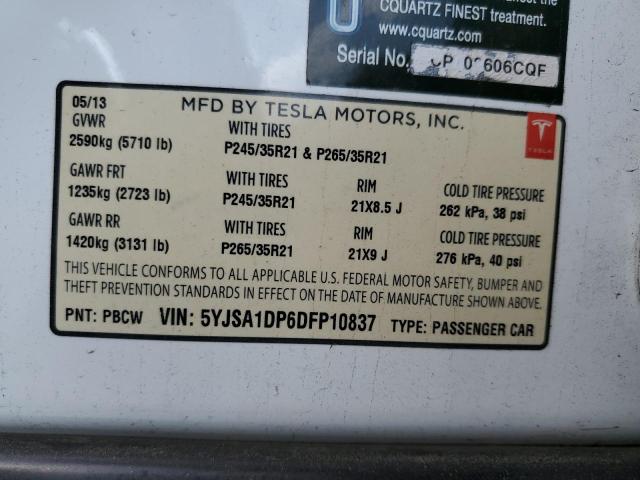 CQUARTZ FINEST treatment.
www.cquartz.com
Serial No.
606CQF
05/13 MFD BY TESLA MOTORS, INC.
GVWR WITH TIRES
2590kg (5710 lb) P245/35R21 & P265/35R21
TESLA
GAWR FRT WITH TIRES RIM COLD TIRE PRESSURE
1235kg (2723 lb) P245/35R21 21X8.5 J 262 kPa, 38 psi
GAWR RR WITH TIRES RIM COLD TIRE PRESSURE
1420kg (3131 lb) P265/35R21 21X9 J 276 kPa, 40 psi
THIS VEHICLE CONFORMS TO ALL APPLICABLE U.S. FEDERAL MOTOR SAFETY, BUMPER AND
THEFT PREVENTION STANDARDS IN EFFECT ON THE DATE OF MANUFACTURE SHOWN ABOVE.
PNT: PBCW VIN: 5YJSA1DP6DFP10837 TYPE: PASSENGER CAR